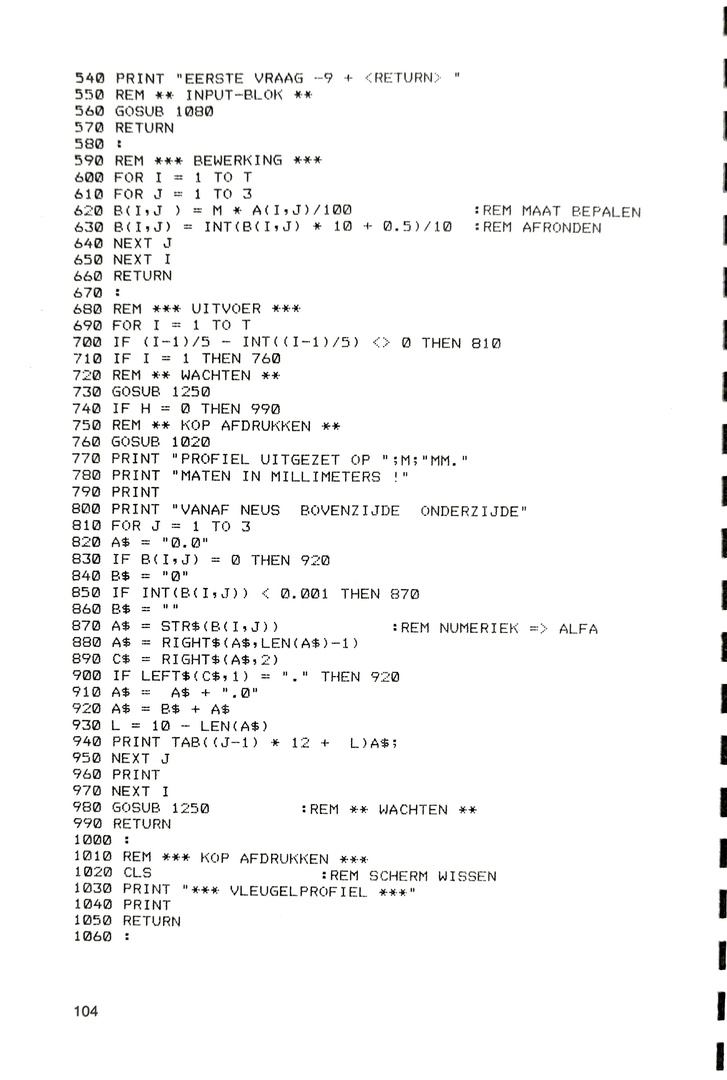 540 PRINT "EERSTE VRAAG -9 + <RETURN> "
550 REM ** INPUT-BLOK **
560 GOSUB 1080
570 RETURN
580 :
590 REM *** BEWERKING ***
600 FOR I = 1 TO T
610 FOR J = 1 TO 3
620 B(I,J ) = M * A(I,J)/100 :REM MAAT BEPALEN
630 B(I,J) = INT(B(I,J) * 10 + 0.5)/10 :REM AFRONDEN
640 NEXT J
650 NEXT I
660 RETURN
670 :
680 REM *** UITVOER ***
690 FOR I = 1 TO T
700 IF (I-1)/5 - INT((I-1)/5) <> 0 THEN 810
710 IF I = 1 THEN 760
720 REM ** WACHTEN **
730 GOSUB 1250
740 IF H = 0 THEN 990
750 REM ** KOP AFDRUKKEN **
760 GOSUB 1020
770 PRINT "PROFIEL UITGEZET OP ";M;"MM."
780 PRINT "MATEN IN MILLIMETERS !"
790 PRINT
800 PRINT "VANAF NEUS  BOVENZIJDE  ONDERZIJDE"
810 FOR J = 1 TO 3
820 A$ = "0.0"
830 IF B(I,J) = 0 THEN 920
840 B$ = "0"
850 IF INT(B(I,J)) < 0.001 THEN 870
860 B$ = ""
870 A$ = STR$(B(I,J)) :REM NUMERIEK => ALFA
880 A$ = RIGHT$(A$,LEN(A$)-1)
890 C$ = RIGHT$(A$,2)
900 IF LEFT$(C$,1) = "." THEN 920
910 A$ =  A$ + ".0"
920 A$ = B$ + A$
930 L = 10 - LEN(A$)
940 PRINT TAB((J-1) * 12 +  L)A$;
950 NEXT J
960 PRINT
970 NEXT I
980 GOSUB 1250 :REM ** WACHTEN **
990 RETURN
1000 :
1010 REM *** KOP AFDRUKKEN ***
1020 CLS :REM SCHERM WISSEN
1030 PRINT "*** VLEUGELPROFIEL ***"
1040 PRINT
1050 RETURN
1060 :
104